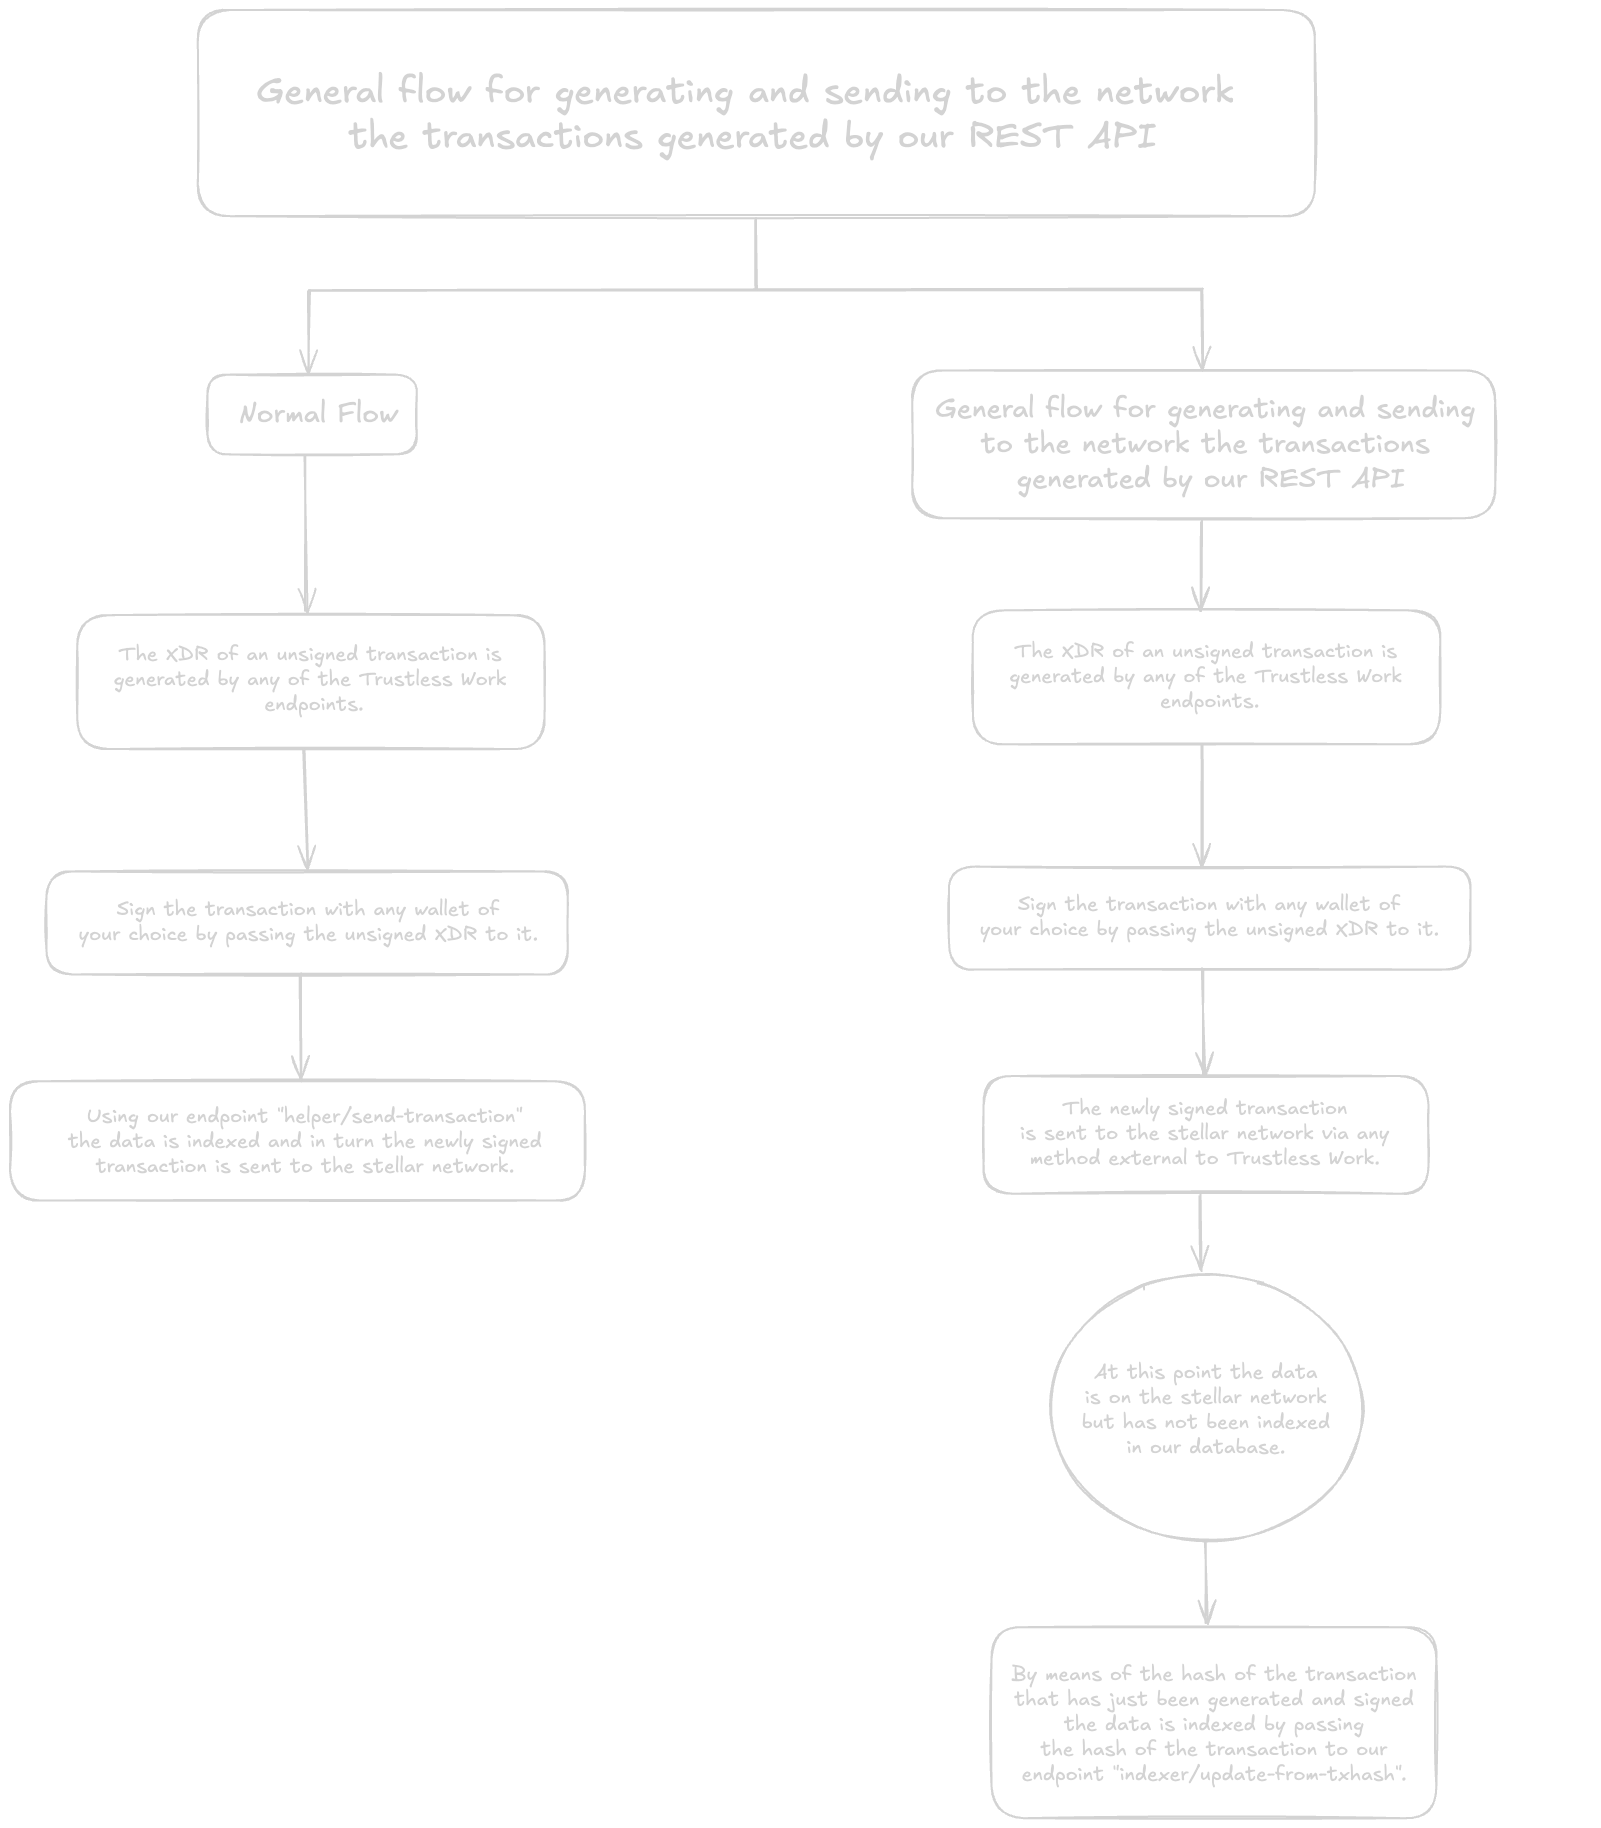 General flow for generating and sending to the network
the transactions generated by our REST API
Normal Flow
The XDR of an unsigned transaction is
generated by any of the Trustless Work
endpoints.
Sign the transaction with any wallet of
your choice by passing the unsigned XDR to it.
Using our endpoint "helper/send-transaction"
the data is indexed and in turn the newly signed
transaction is sent to the stellar network.
General flow for generating and sending
to the network the transactions
generated by our REST API
The XDR of an unsigned transaction is
generated by any of the Trustless Work
endpoints.
Sign the transaction with any wallet of
your choice by passing the unsigned XDR to it.
The newly signed transaction
is sent to the stellar network via any
method external to Trustless Work.
At this point the data
is on the stellar network
but has not been indexed
in our database.
By means of the hash of the transaction
that has just been generated and signed
the data is indexed by passing
the hash of the transaction to our
endpoint "indexer/update-from-txhash".